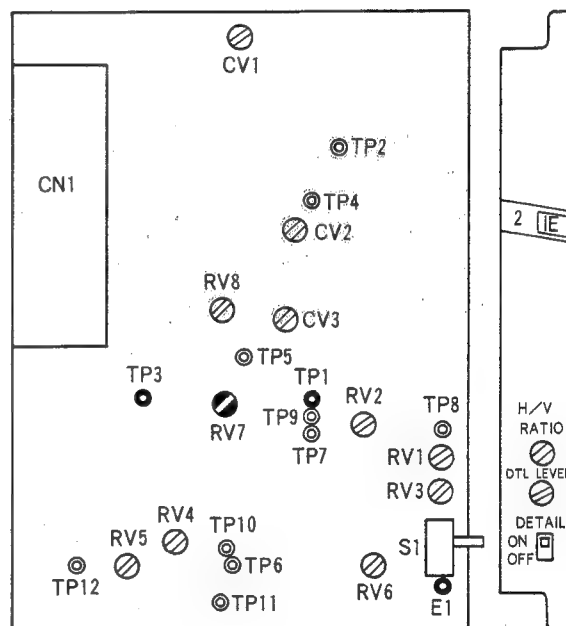 CV1
TP2
CN1
TP4
2 IE
CV2
RV8
CV3
TP5
TP3
TP1
RV2
H/V
RATIO
RV7
TP9
TP8
TP7
RV1
DTL LEVEL
RV3
RV4
TP10
DETAIL
RV5
S1
ON
OFF
TP6
TP12
RV6
TP11
E1